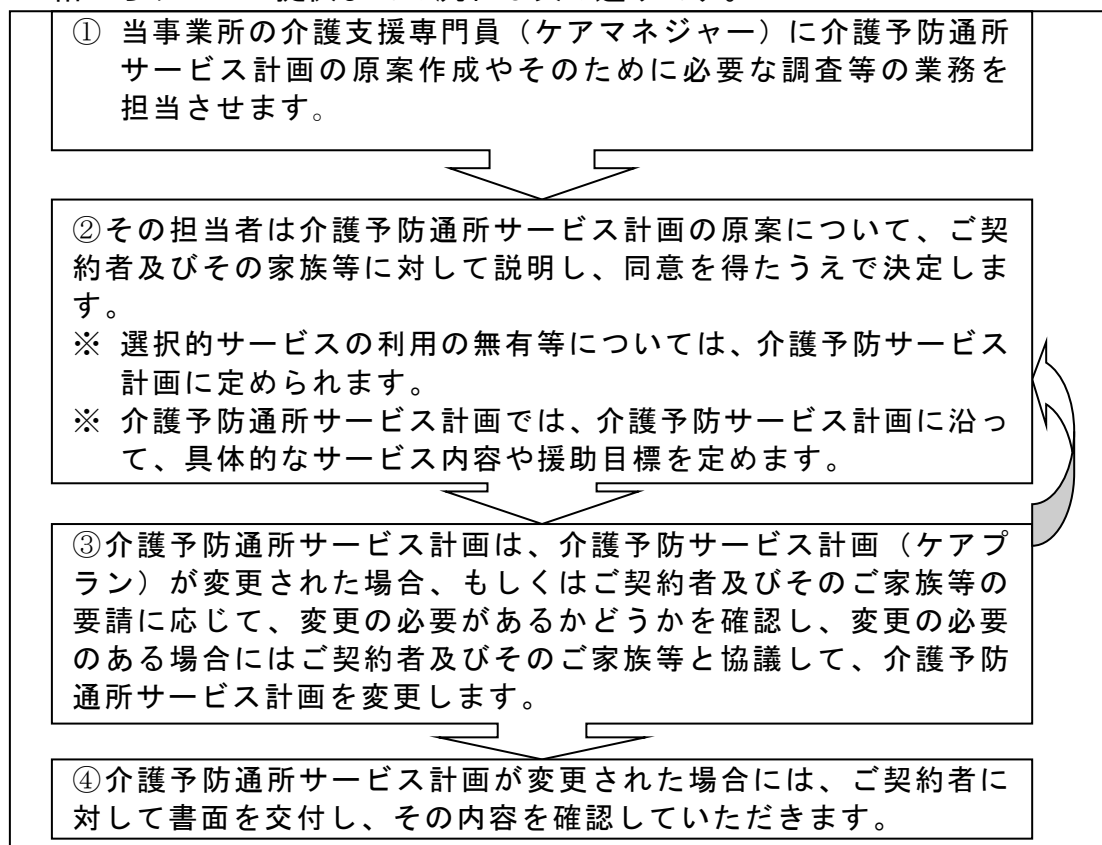 ① 当事業所の介護支援専門員（ケアマネジャー）に介護予防通所
サービス計画の原案作成やそのために必要な調査等の業務を
担当させます。
②その担当者は介護予防通所サービス計画の原案について、ご契
約者及びその家族等に対して説明し、同意を得たうえで決定しま
す。
※ 選択的サービスの利用の無有等については、介護予防サービス
計画に定められます。
※ 介護予防通所サービス計画では、介護予防サービス計画に沿っ
て、具体的なサービス内容や援助目標を定めます。
③介護予防通所サービス計画は、介護予防サービス計画（ケアプ
ラン）が変更された場合、もしくはご契約者及びそのご家族等の
要請に応じて、変更の必要があるかどうかを確認し、変更の必要
のある場合にはご契約者及びそのご家族等と協議して、介護予防
通所サービス計画を変更します。
④介護予防通所サービス計画が変更された場合には、ご契約者に
対して書面を交付し、その内容を確認していただきます。